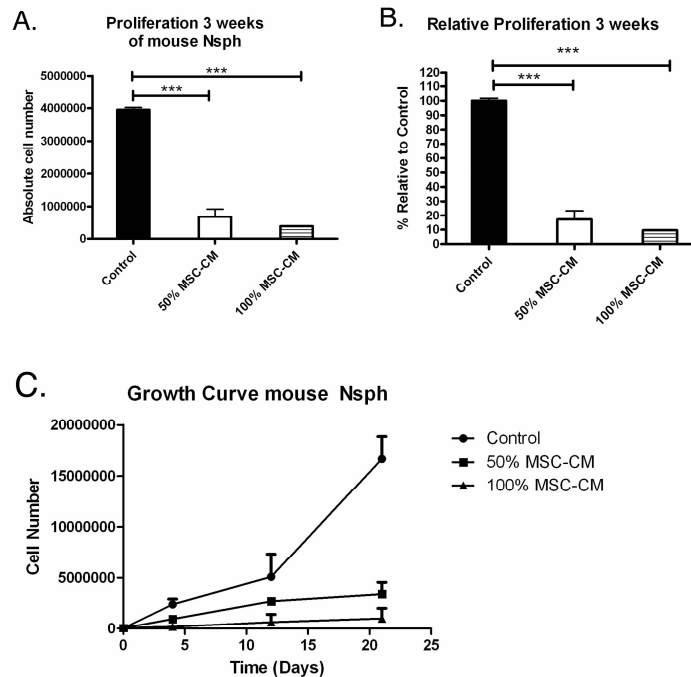 A.
Proliferation 3 weeks
of mouse Nsph
Absolute cell number
5000000
4000000
3000000
2000000
1000000
0
***
***
Control
50% MSC-CM
100% MSC-CM
B.
Relative Proliferation 3 weeks
% Relative to Control
120
110
100
90
80
70
60
50
40
30
20
10
0
***
***
Control
50% MSC-CM
100% MSC-CM
C.
Growth Curve mouse Nsph
Cell Number
20000000
15000000
10000000
5000000
0
0
5
10
15
20
25
Time (Days)
Control
50% MSC-CM
100% MSC-CM